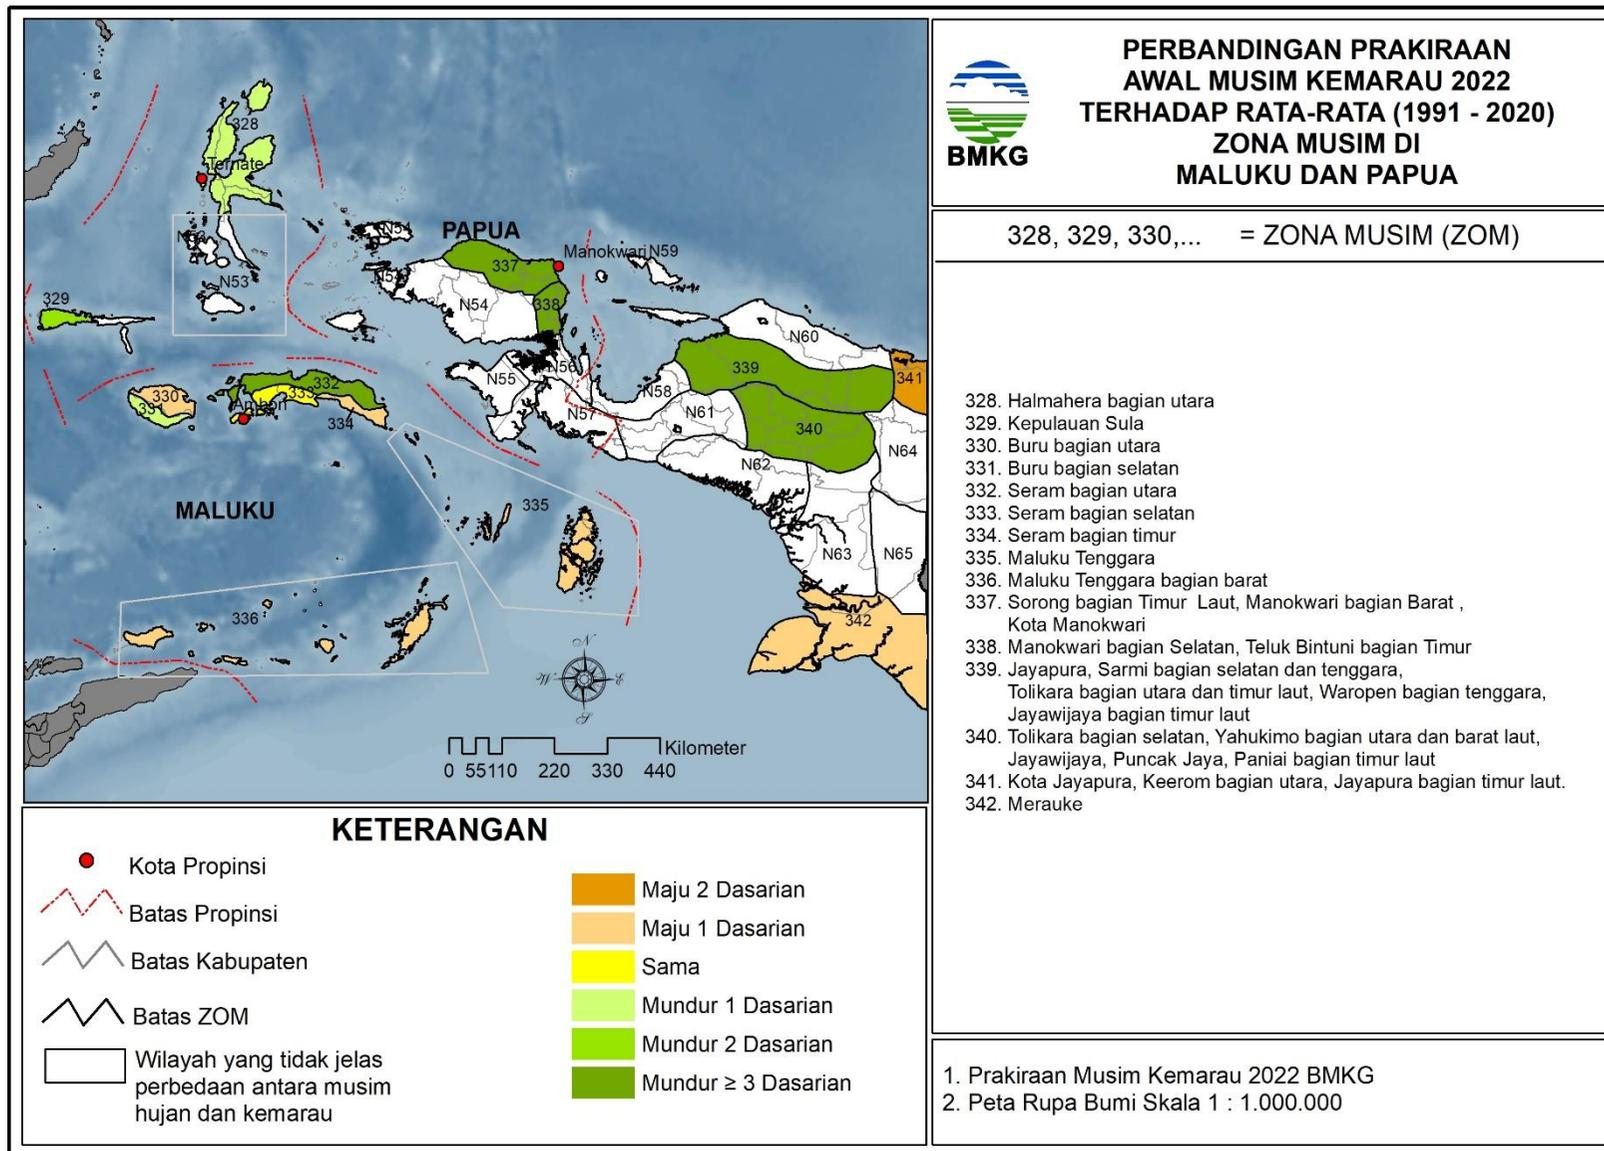 328
Ternate
N53
329
PAPUA
N54
Manokwari
N59
337
338
N54
N60
339
341
330
331
332
333
Ambon
334
N55
N56
N57
N58
N61
340
N62
N64
MALUKU
335
N63
N65
336
342
N
W
E
S
Kilometer
0 55110 220 330 440
PERBANDINGAN PRAKIRAAN
AWAL MUSIM KEMARAU 2022
TERHADAP RATA-RATA (1991 - 2020)
ZONA MUSIM DI
MALUKU DAN PAPUA
BMKG
328, 329, 330,... = ZONA MUSIM (ZOM)
328. Halmahera bagian utara
329. Kepulauan Sula
330. Buru bagian utara
331. Buru bagian selatan
332. Seram bagian utara
333. Seram bagian selatan
334. Seram bagian timur
335. Maluku Tenggara
336. Maluku Tenggara bagian barat
337. Sorong bagian Timur Laut, Manokwari bagian Barat ,
Kota Manokwari
338. Manokwari bagian Selatan, Teluk Bintuni bagian Timur
339. Jayapura, Sarmi bagian selatan dan tenggara,
Tolikara bagian utara dan timur laut, Waropen bagian tenggara,
Jayawijaya bagian timur laut
340. Tolikara bagian selatan, Yahukimo bagian utara dan barat laut,
Jayawijaya, Puncak Jaya, Paniai bagian timur laut
341. Kota Jayapura, Keerom bagian utara, Jayapura bagian timur laut.
342. Merauke
KETERANGAN
Kota Propinsi
Batas Propinsi
Batas Kabupaten
Batas ZOM
Wilayah yang tidak jelas
perbedaan antara musim
hujan dan kemarau
Maju 2 Dasarian
Maju 1 Dasarian
Sama
Mundur 1 Dasarian
Mundur 2 Dasarian
Mundur ≥ 3 Dasarian
1. Prakiraan Musim Kemarau 2022 BMKG
2. Peta Rupa Bumi Skala 1 : 1.000.000